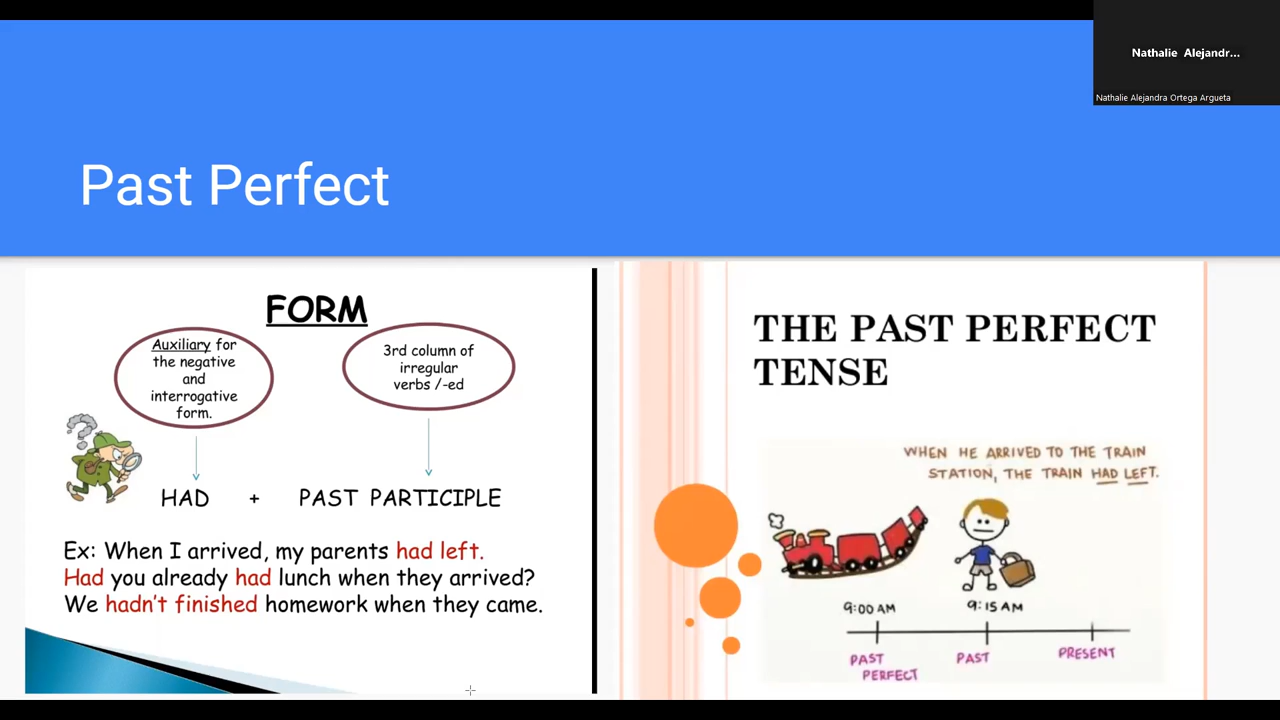 Nathalie Alejandr...
Nathalie Alejandra Ortega Argueta
Past Perfect
FORM
Auxiliary for
the negative
and
interrogative
form.
3rd column of
irregular
verbs /-ed
HAD + PAST PARTICIPLE
Ex: When I arrived, my parents had left.
Had you already had lunch when they arrived?
We hadn't finished homework when they came.
THE PAST PERFECT
TENSE
WHEN HE ARRIVED TO THE TRAIN
STATION, THE TRAIN HAD LEFT.
9:00 AM
9:15 AM
PAST
PERFECT
PAST
PRESENT